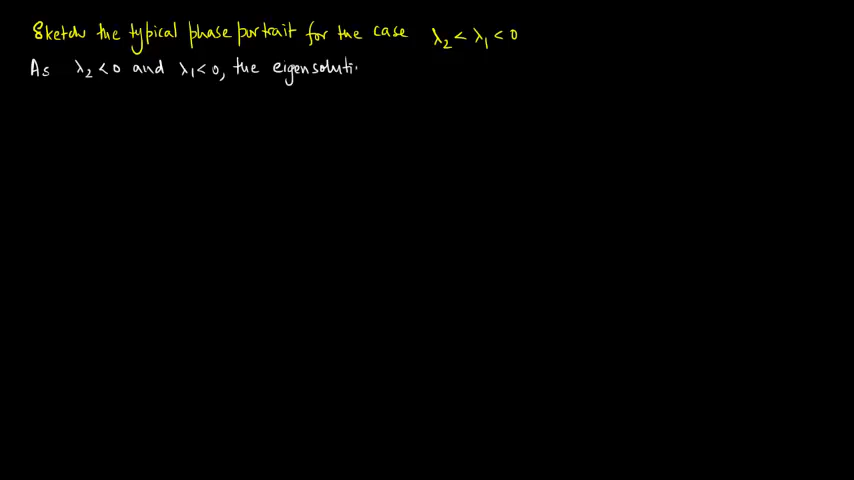 Sketch the typical phase portrait for the case λ₂ < λ₁ < 0
As λ₂ < 0 and λ₁ < 0, the eigensoluti